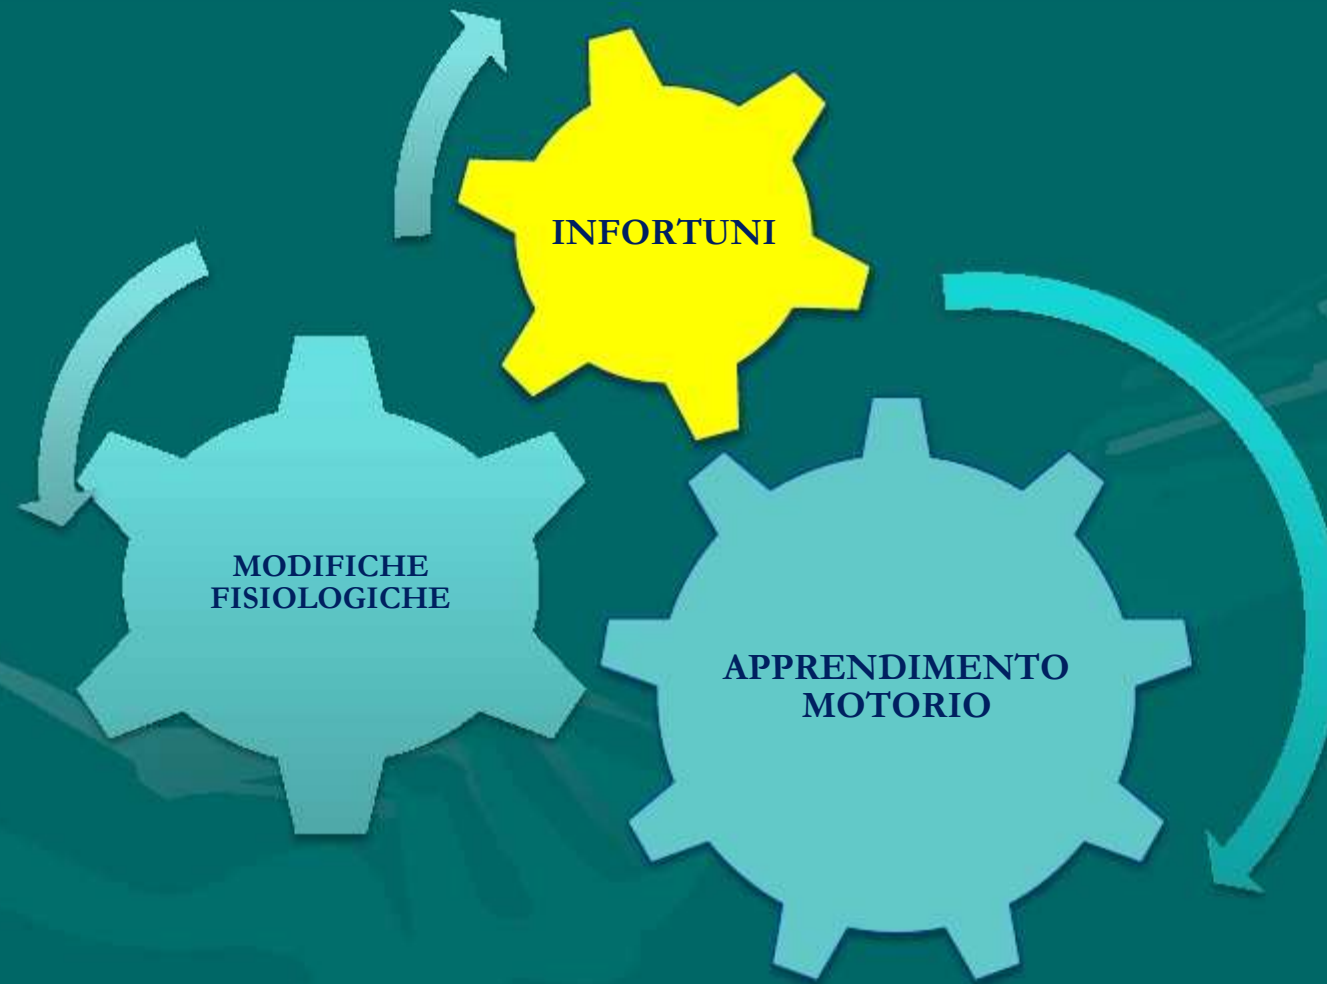 INFORTUNI
MODIFICHE
FISIOLOGICHE
APPRENDIMENTO
MOTORIO